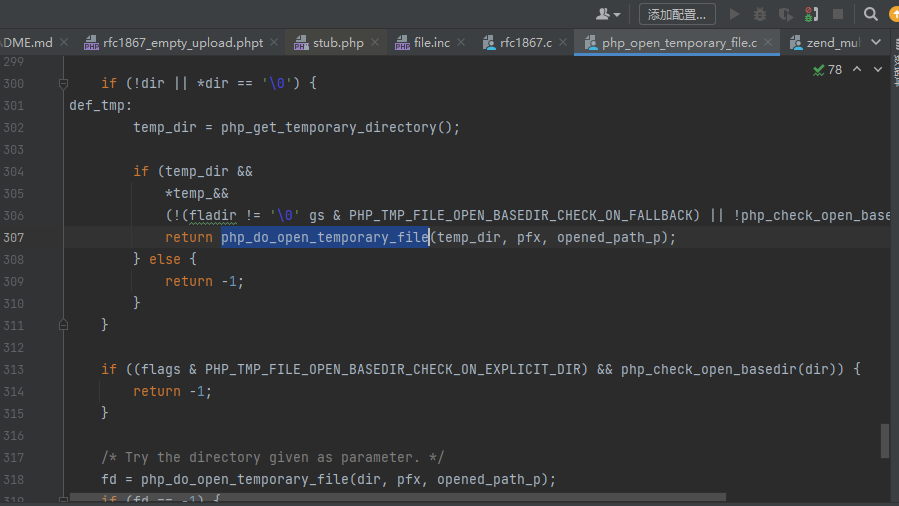 添加配置...
ADME.md
rfc1867_empty_upload.phpt
stub.php
file.inc
rfc1867.c
php_open_temporary_file.c
zend_mul
78
299
300 if (!dir || *dir == '\0') {
301 def_tmp:
302 temp_dir = php_get_temporary_directory();
303
304 if (temp_dir &&
305 *temp_&&
306 (!(fladir != '\0' gs & PHP_TMP_FILE_OPEN_BASEDIR_CHECK_ON_FALLBACK) || !php_check_open_base
307 return php_do_open_temporary_file(temp_dir, pfx, opened_path_p);
308 } else {
309 return -1;
310 }
311 }
312
313 if ((flags & PHP_TMP_FILE_OPEN_BASEDIR_CHECK_ON_EXPLICIT_DIR) && php_check_open_basedir(dir)) {
314 return -1;
315 }
316
317 /* Try the directory given as parameter. */
318 fd = php_do_open_temporary_file(dir, pfx, opened_path_p);
319 if (fd == -1) {